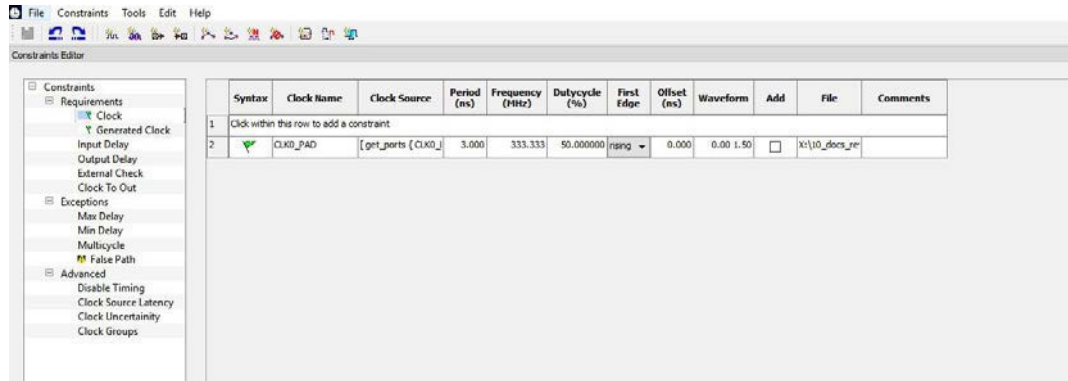 File Constraints Tools Edit Help
Constraints Editor
Constraints
Requirements
Clock
Generated Clock
Input Delay
Output Delay
External Check
Clock To Out
Exceptions
Max Delay
Min Delay
Multicycle
False Path
Advanced
Disable Timing
Clock Source Latency
Clock Uncertainity
Clock Groups
Syntax Clock Name Clock Source Period (ns) Frequency (MHz) Dutycycle (%) First Edge Offset (ns) Waveform Add File Comments
1 Click within this row to add a constraint
2 CLK0_PAD [ get_ports { CLK0_ 3.000 333.333 50.000000 rising 0.000 0.00 1.50 X:\10_docs_re